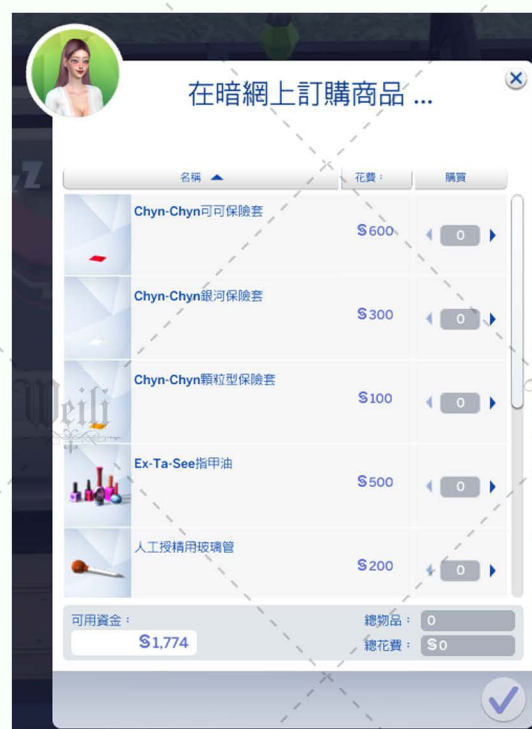 在暗網上訂購商品 ...
名稱 花費： 購買
Chyn-Chyn可可保險套 §600 0
Chyn-Chyn銀河保險套 §300 0
Chyn-Chyn顆粒型保險套 §100 0
Ex-Ta-See指甲油 §500 0
人工授精用玻璃管 §200 0
Weili
可用資金： 總物品： 0
§1,774 總花費： §0